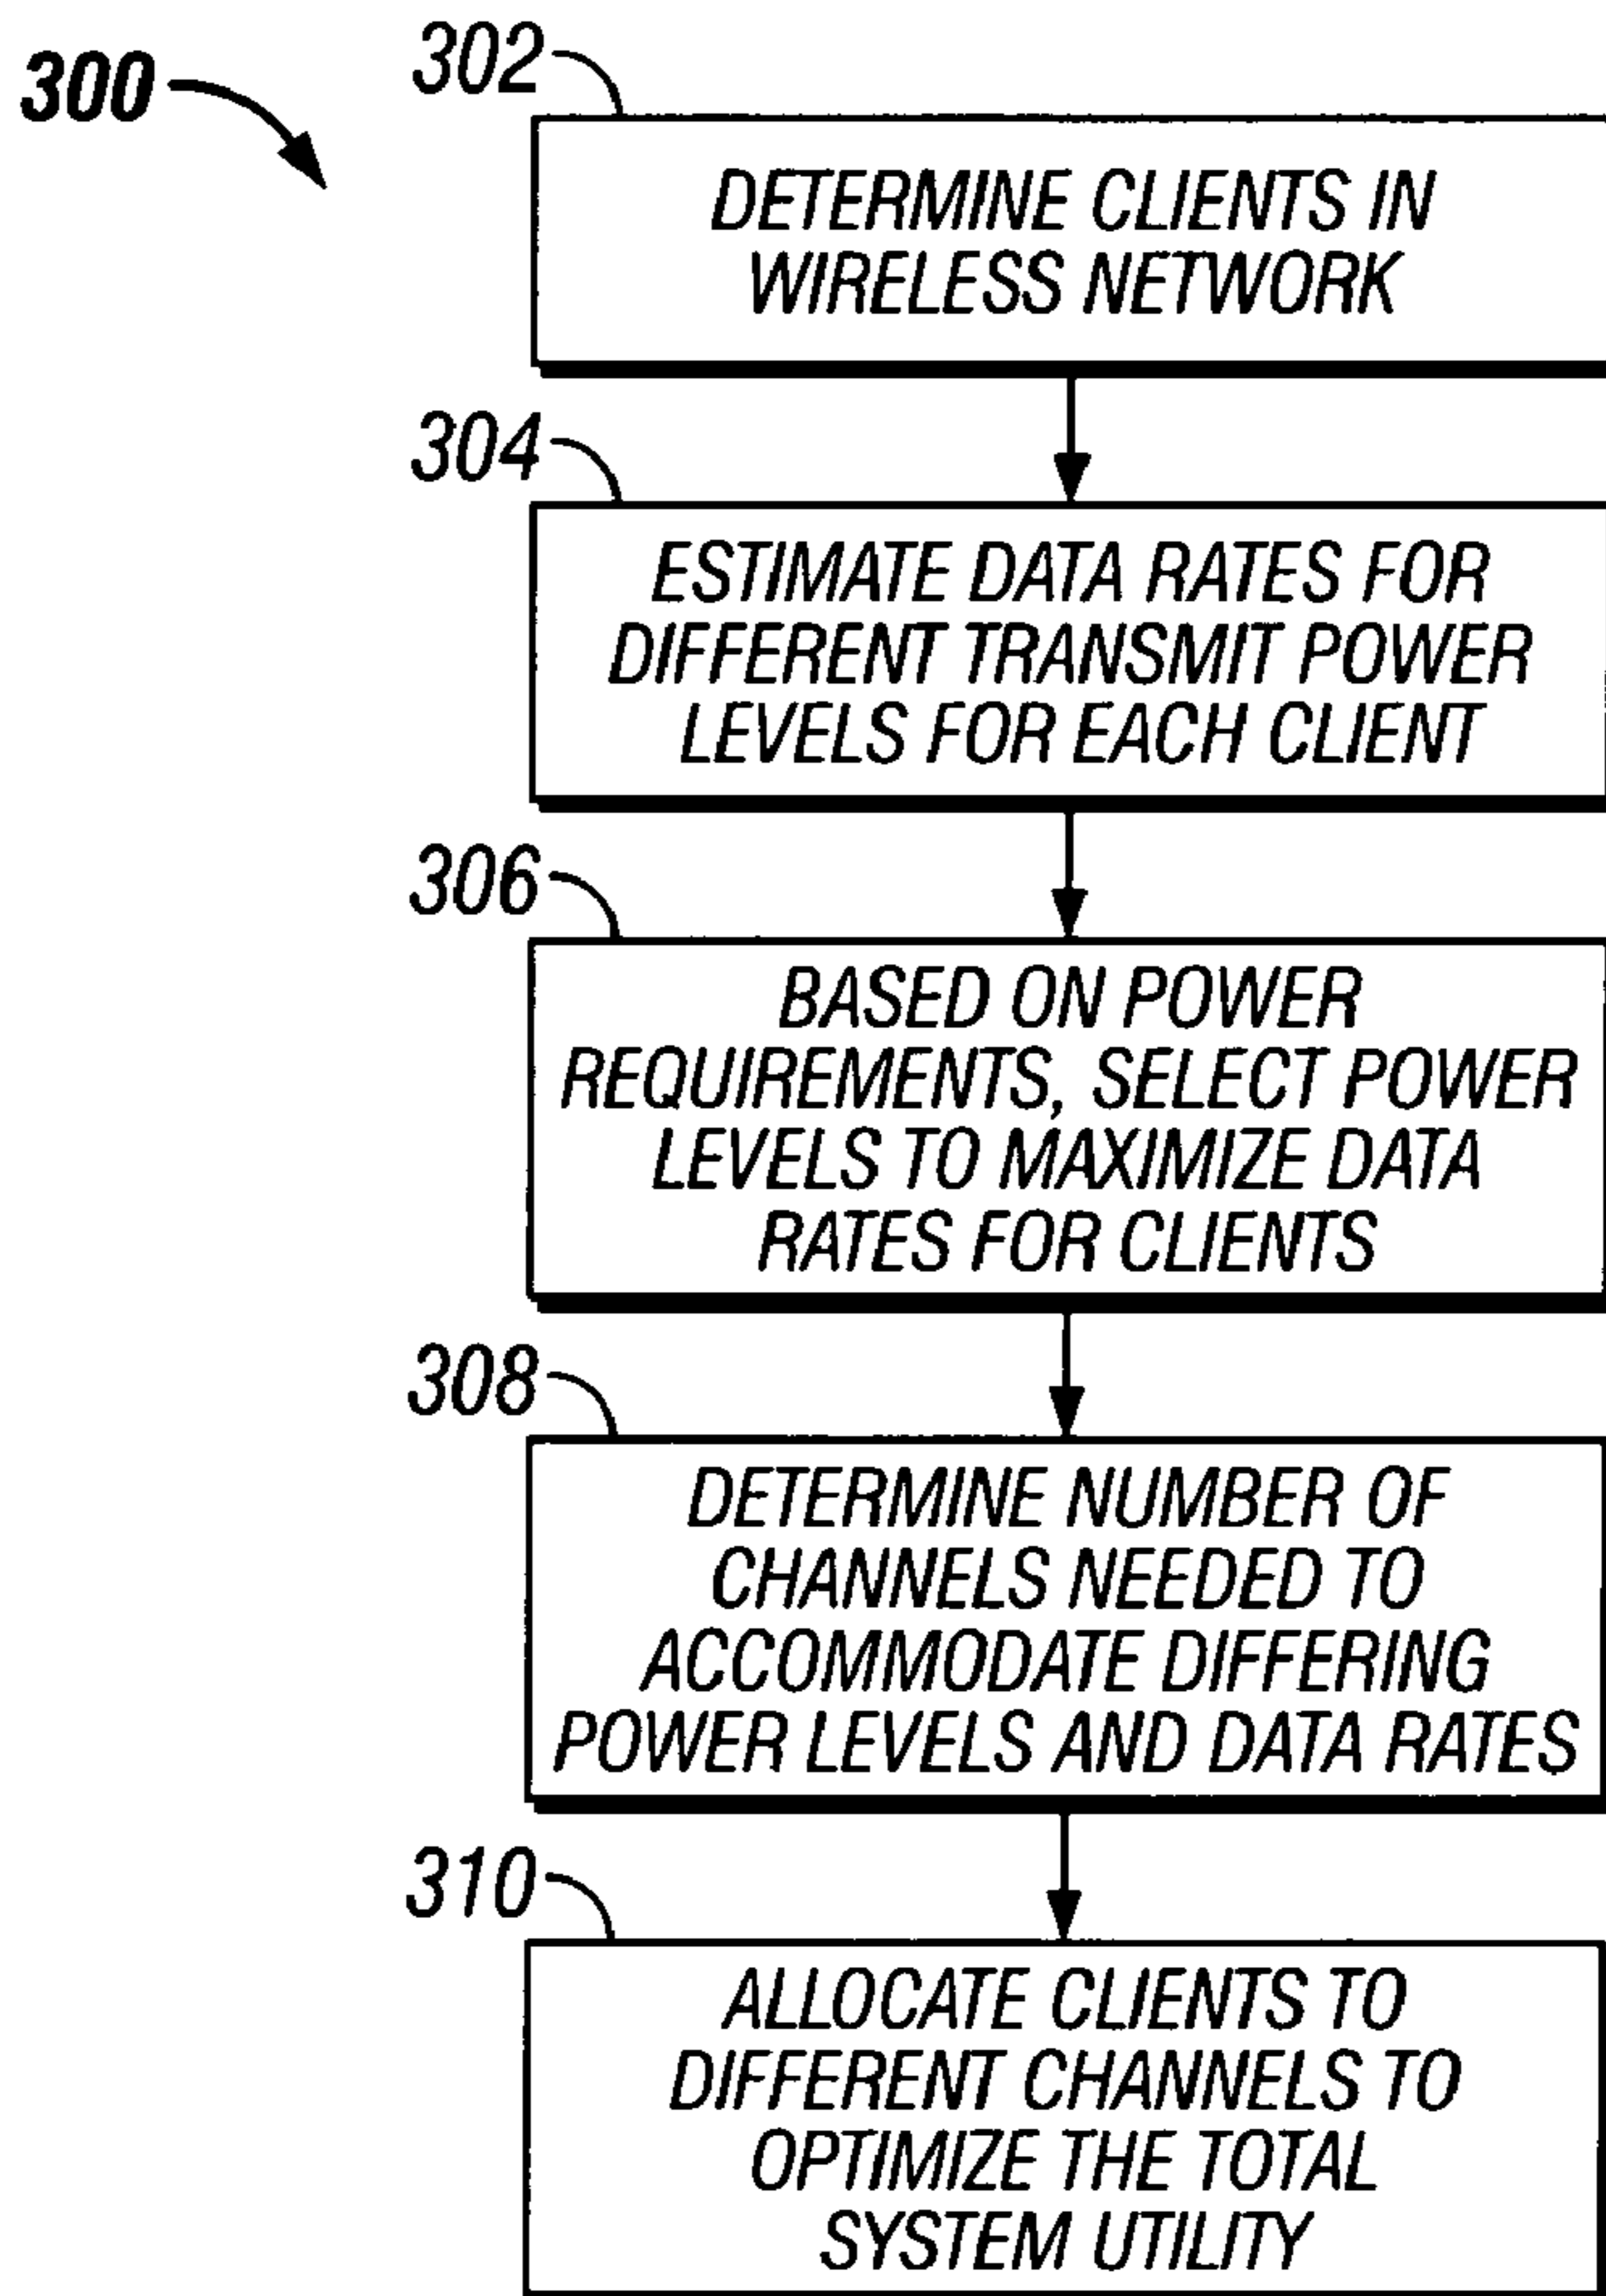 300
302
DETERMINE CLIENTS IN
WIRELESS NETWORK
304
ESTIMATE DATA RATES FOR
DIFFERENT TRANSMIT POWER
LEVELS FOR EACH CLIENT
306
BASED ON POWER
REQUIREMENTS, SELECT POWER
LEVELS TO MAXIMIZE DATA
RATES FOR CLIENTS
308
DETERMINE NUMBER OF
CHANNELS NEEDED TO
ACCOMMODATE DIFFERING
POWER LEVELS AND DATA RATES
310
ALLOCATE CLIENTS TO
DIFFERENT CHANNELS TO
OPTIMIZE THE TOTAL
SYSTEM UTILITY